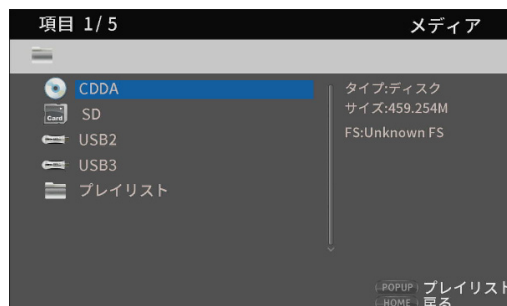 項目 1/5
メディア
CDDA
Card SD
USB2
USB3
プレイリスト
タイプ:ディスク
サイズ:459.254M
FS:Unknown FS
POPUP プレイリスト
HOME 戻る